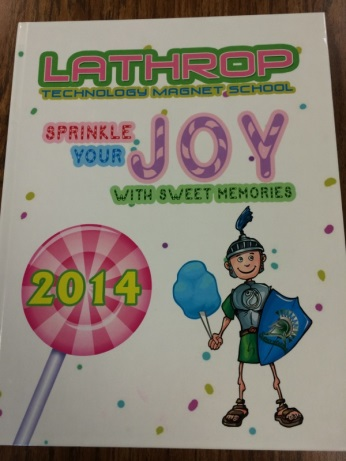 LATHROP
TECHNOLOGY MAGNET SCHOOL
SPRINKLE
YOUR
JOY
WITH SWEET MEMORIES
2014